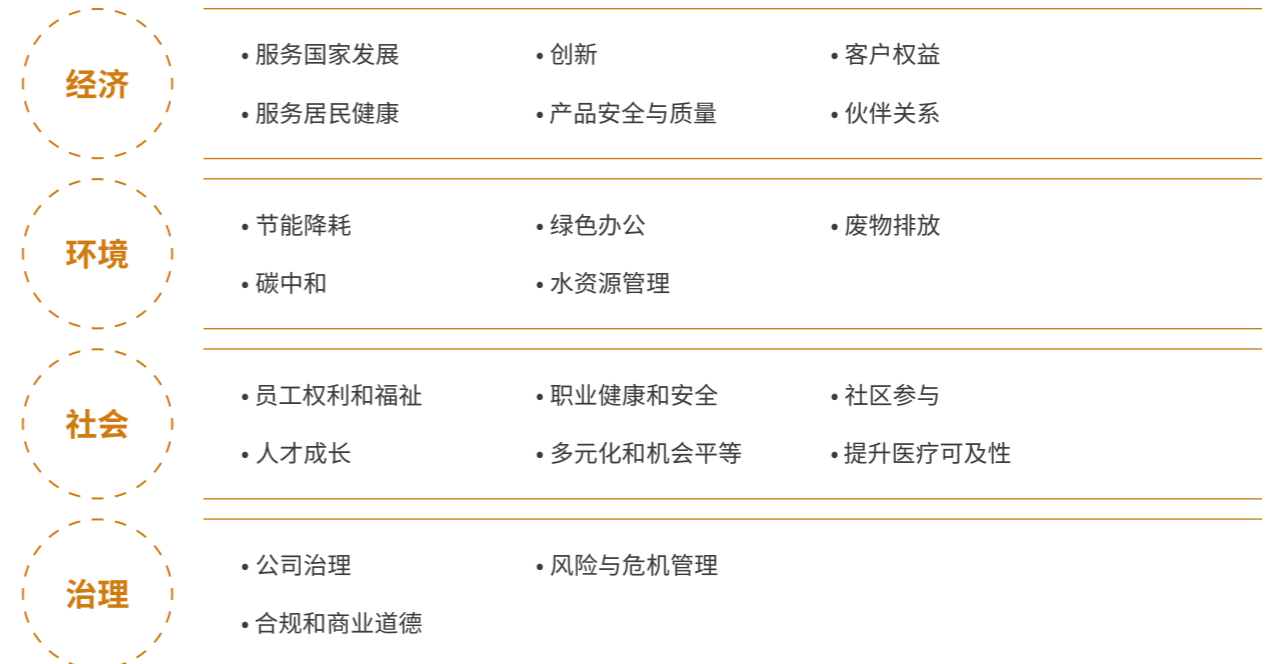 经济
• 服务国家发展 • 创新 • 客户权益
• 服务居民健康 • 产品安全与质量 • 伙伴关系
环境
• 节能降耗 • 绿色办公 • 废物排放
• 碳中和 • 水资源管理
社会
• 员工权利和福祉 • 职业健康和安全 • 社区参与
• 人才成长 • 多元化和机会平等 • 提升医疗可及性
治理
• 公司治理 • 风险与危机管理
• 合规和商业道德